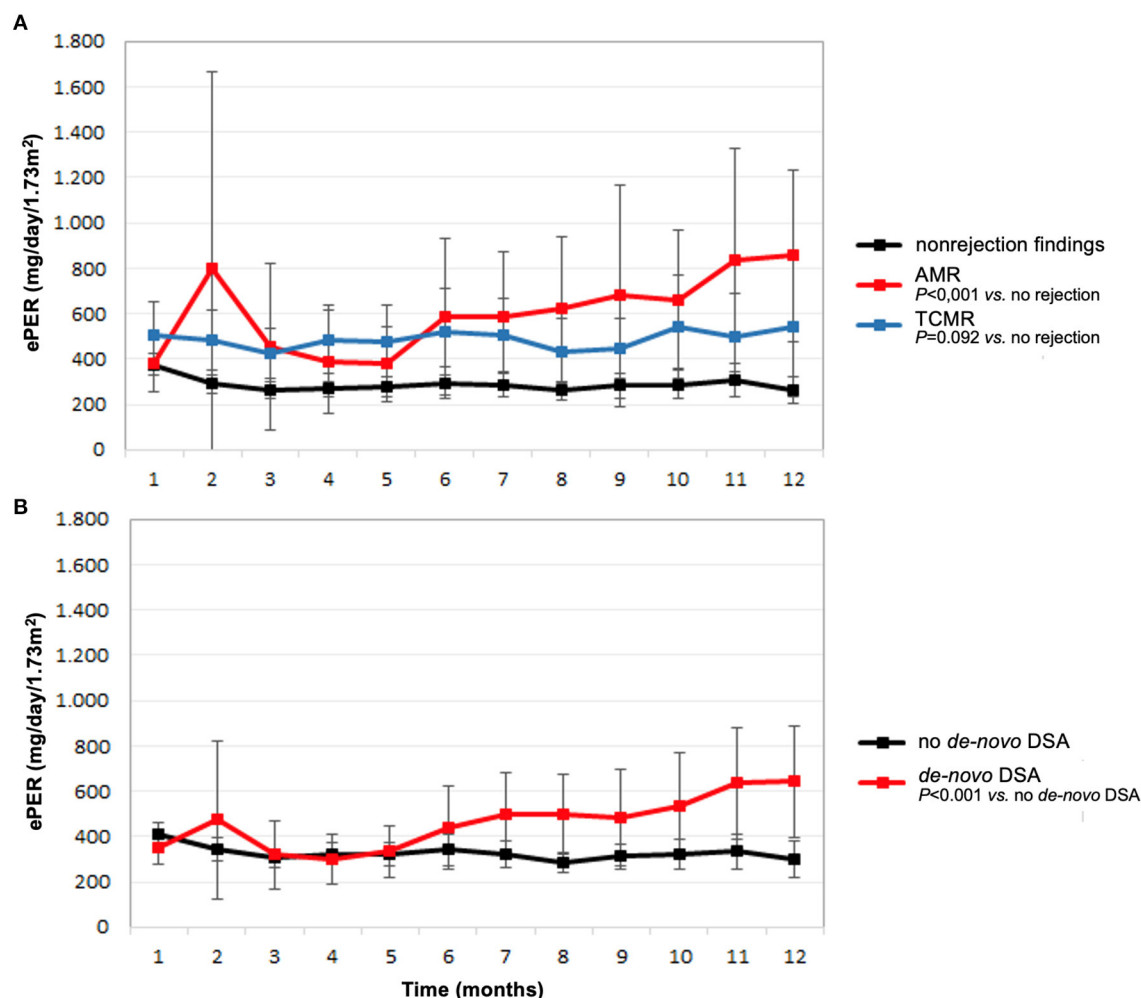 A
1.800
1.600
1.400
1.200
1.000
800
600
400
200
0
ePER (mg/day/1.73m²)
1 2 3 4 5 6 7 8 9 10 11 12
nonrejection findings
AMR
P<0,001 vs. no rejection
TCMR
P=0.092 vs. no rejection
B
1.800
1.600
1.400
1.200
1.000
800
600
400
200
0
ePER (mg/day/1.73m²)
1 2 3 4 5 6 7 8 9 10 11 12
Time (months)
no de-novo DSA
de-novo DSA
P<0.001 vs. no de-novo DSA